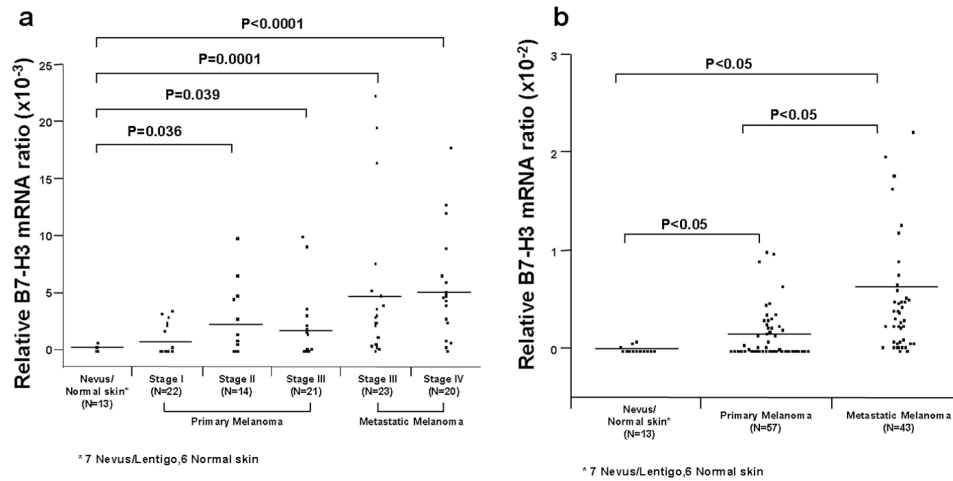 a
P<0.0001
P=0.0001
P=0.039
P=0.036
Relative B7-H3 mRNA ratio (x10-3)
25
20
15
10
5
0
Nevus/ Stage I Stage II Stage III Stage III Stage IV
Normal skin* (N=22) (N=14) (N=21) (N=23) (N=20)
(N=13)
Primary Melanoma Metastatic Melanoma
* 7 Nevus/Lentigo,6 Normal skin
b
P<0.05
P<0.05
P<0.05
Relative B7-H3 mRNA ratio (x10-2)
3
2
1
0
Nevus/ Primary Melanoma Metastatic Melanoma
Normal skin* (N=57) (N=43)
(N=13)
* 7 Nevus/Lentigo,6 Normal skin